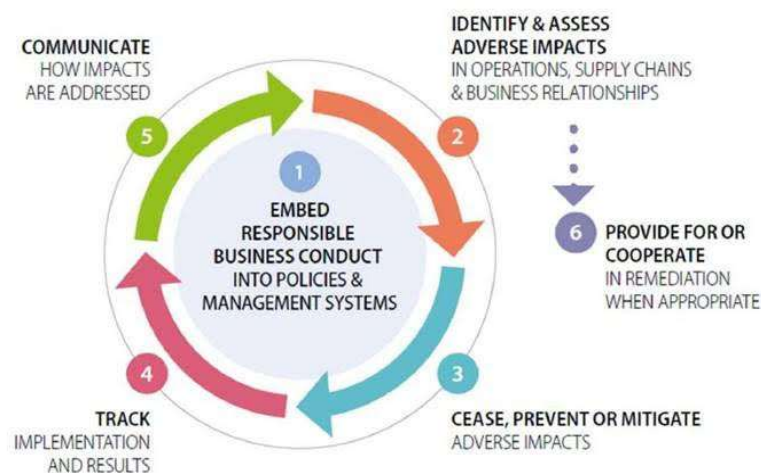 1
EMBED
RESPONSIBLE
BUSINESS CONDUCT
INTO POLICIES &
MANAGEMENT SYSTEMS
2
IDENTIFY & ASSESS
ADVERSE IMPACTS
IN OPERATIONS, SUPPLY CHAINS
& BUSINESS RELATIONSHIPS
3
CEASE, PREVENT OR MITIGATE
ADVERSE IMPACTS
4
TRACK
IMPLEMENTATION
AND RESULTS
5
COMMUNICATE
HOW IMPACTS
ARE ADDRESSED
6
PROVIDE FOR OR
COOPERATE
IN REMEDIATION
WHEN APPROPRIATE